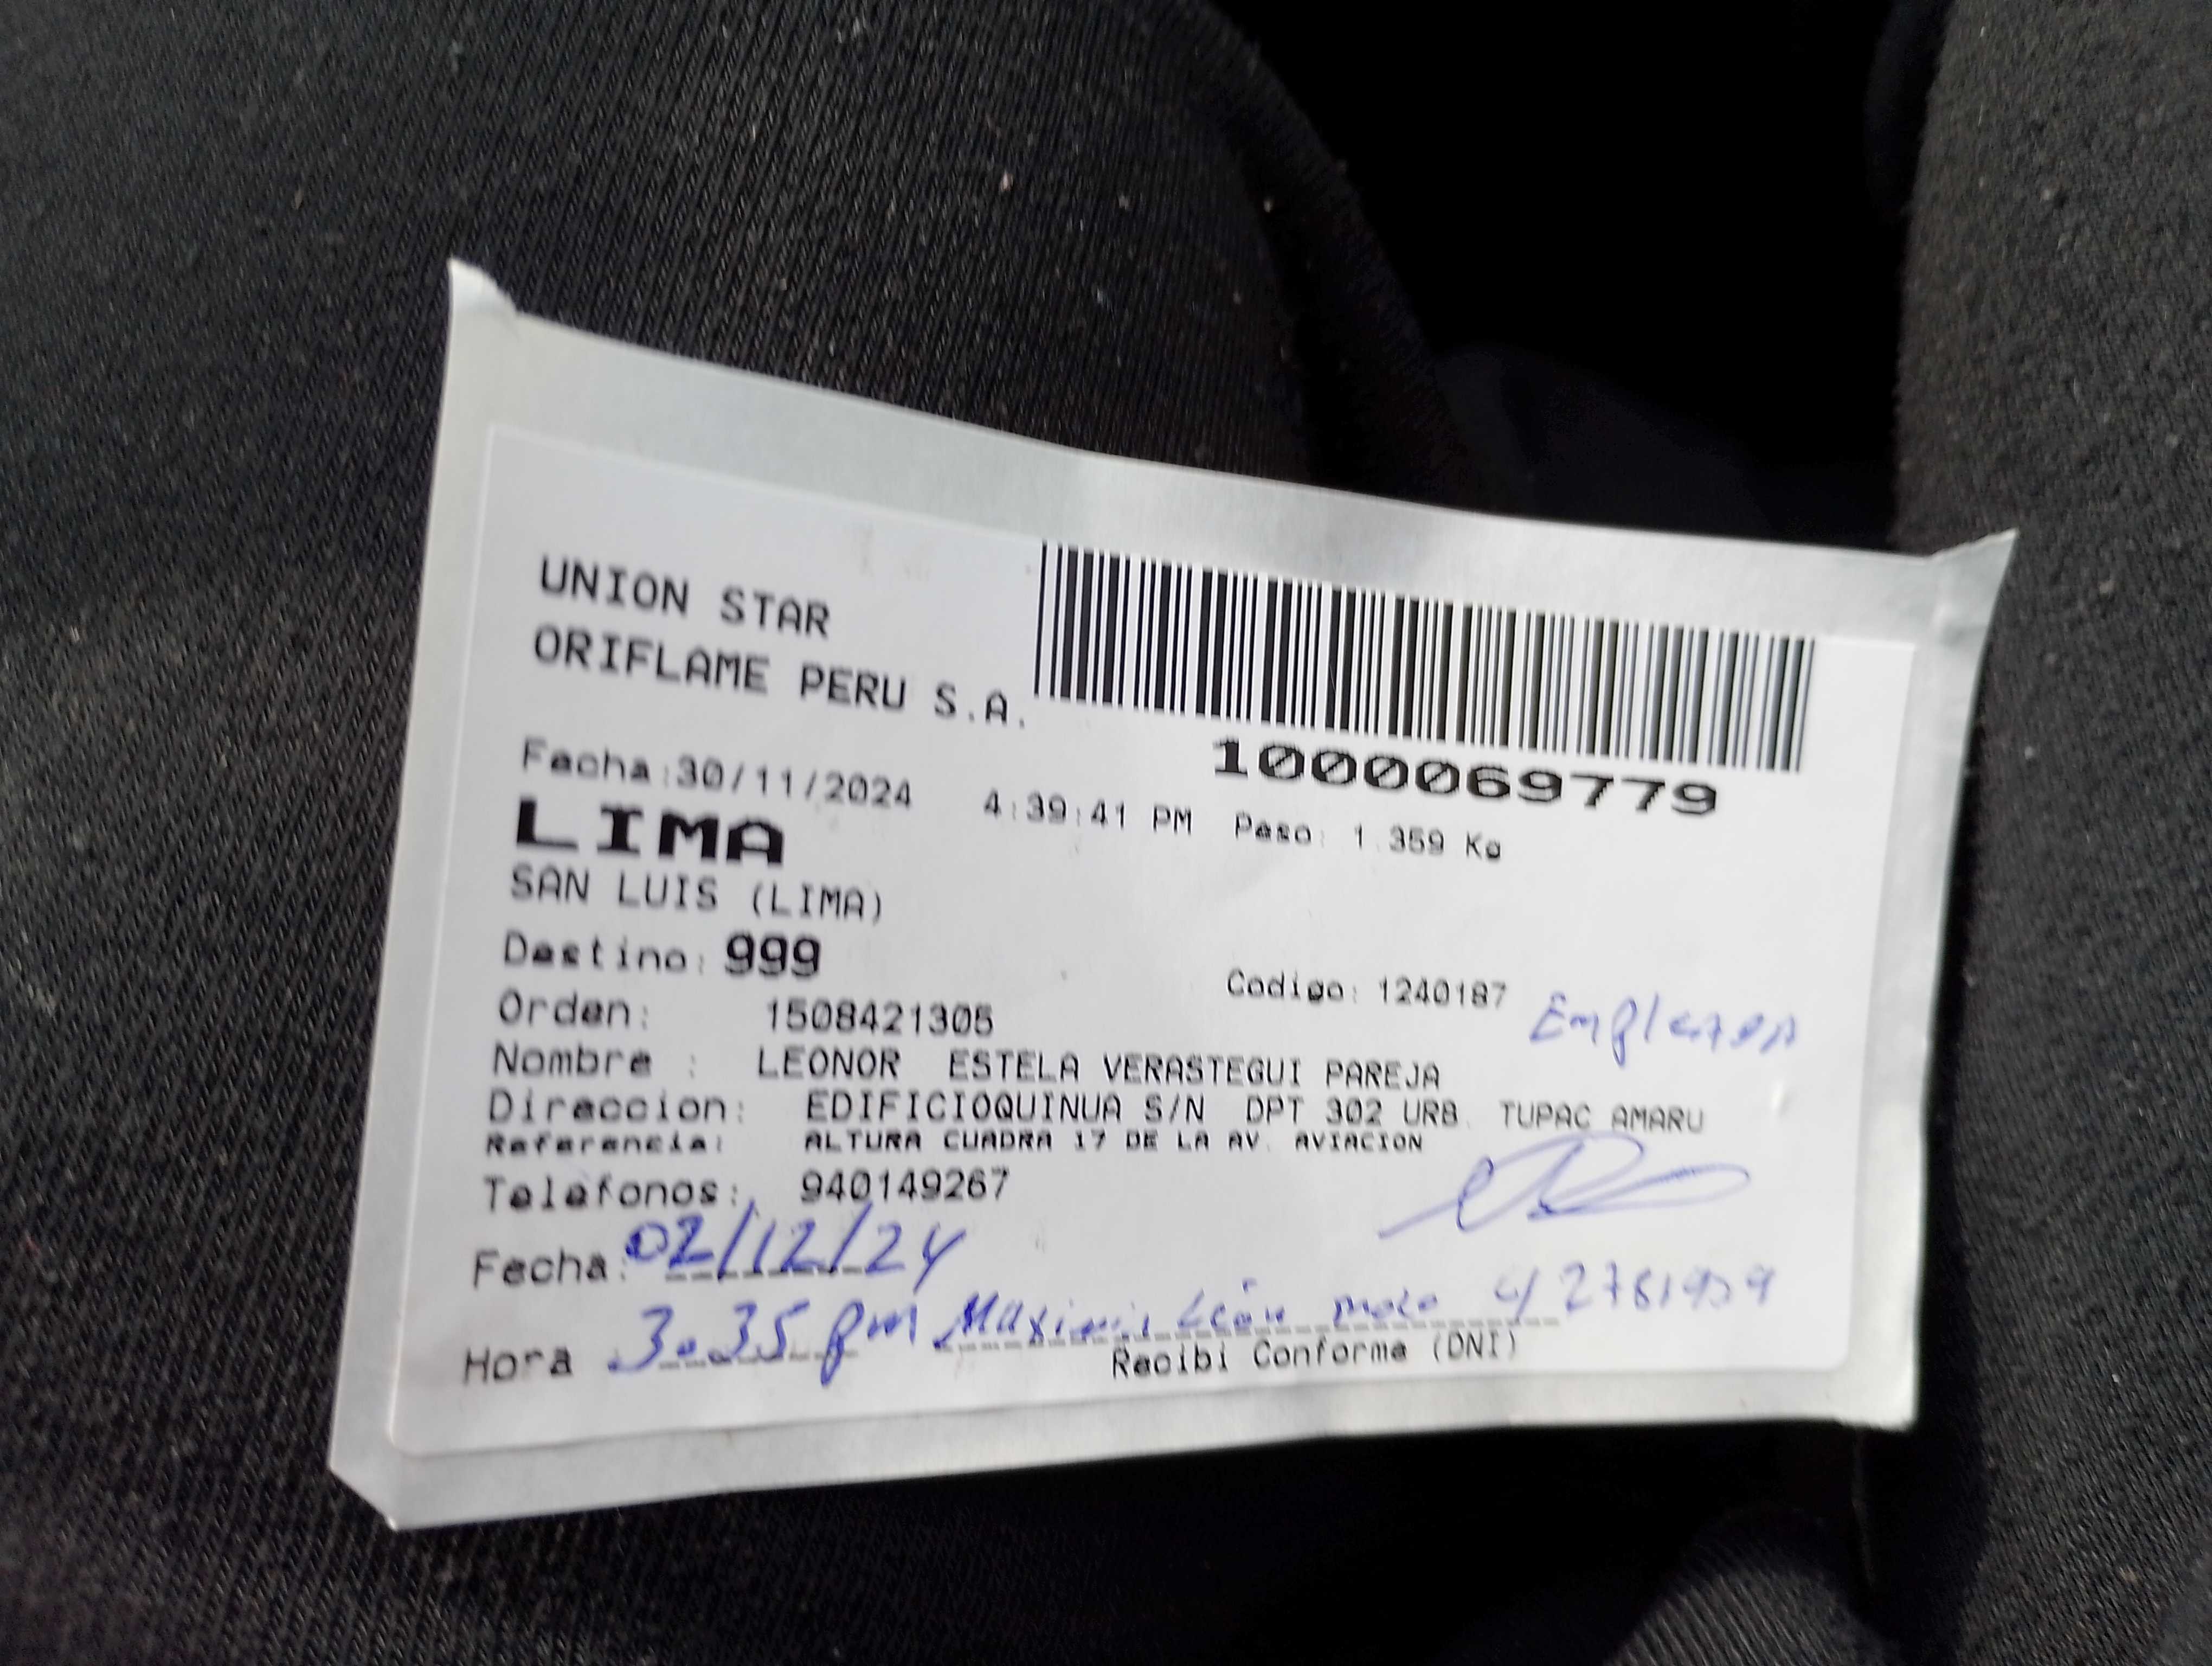 UNION STAR
ORIFLAME PERU S.A.
1000069779
Fecha:30/11/2024 4:39:41 PM Peso: 1.359 Kg
LIMA
SAN LUIS (LIMA)
Destino: 999
Codigo: 1240187
Orden: 1508421305
Nombre : LEONOR ESTELA VERASTEGUI PAREJA
Direccion: EDIFICIOQUINUA S/N DPT 302 URB. TUPAC AMARU
Referencia: ALTURA CUADRA 17 DE LA AV. AVIACION
Telefonos: 940149267
Fecha: 02/12/24
Hora 3.35 pm León
Recibi Conforme (DNI)